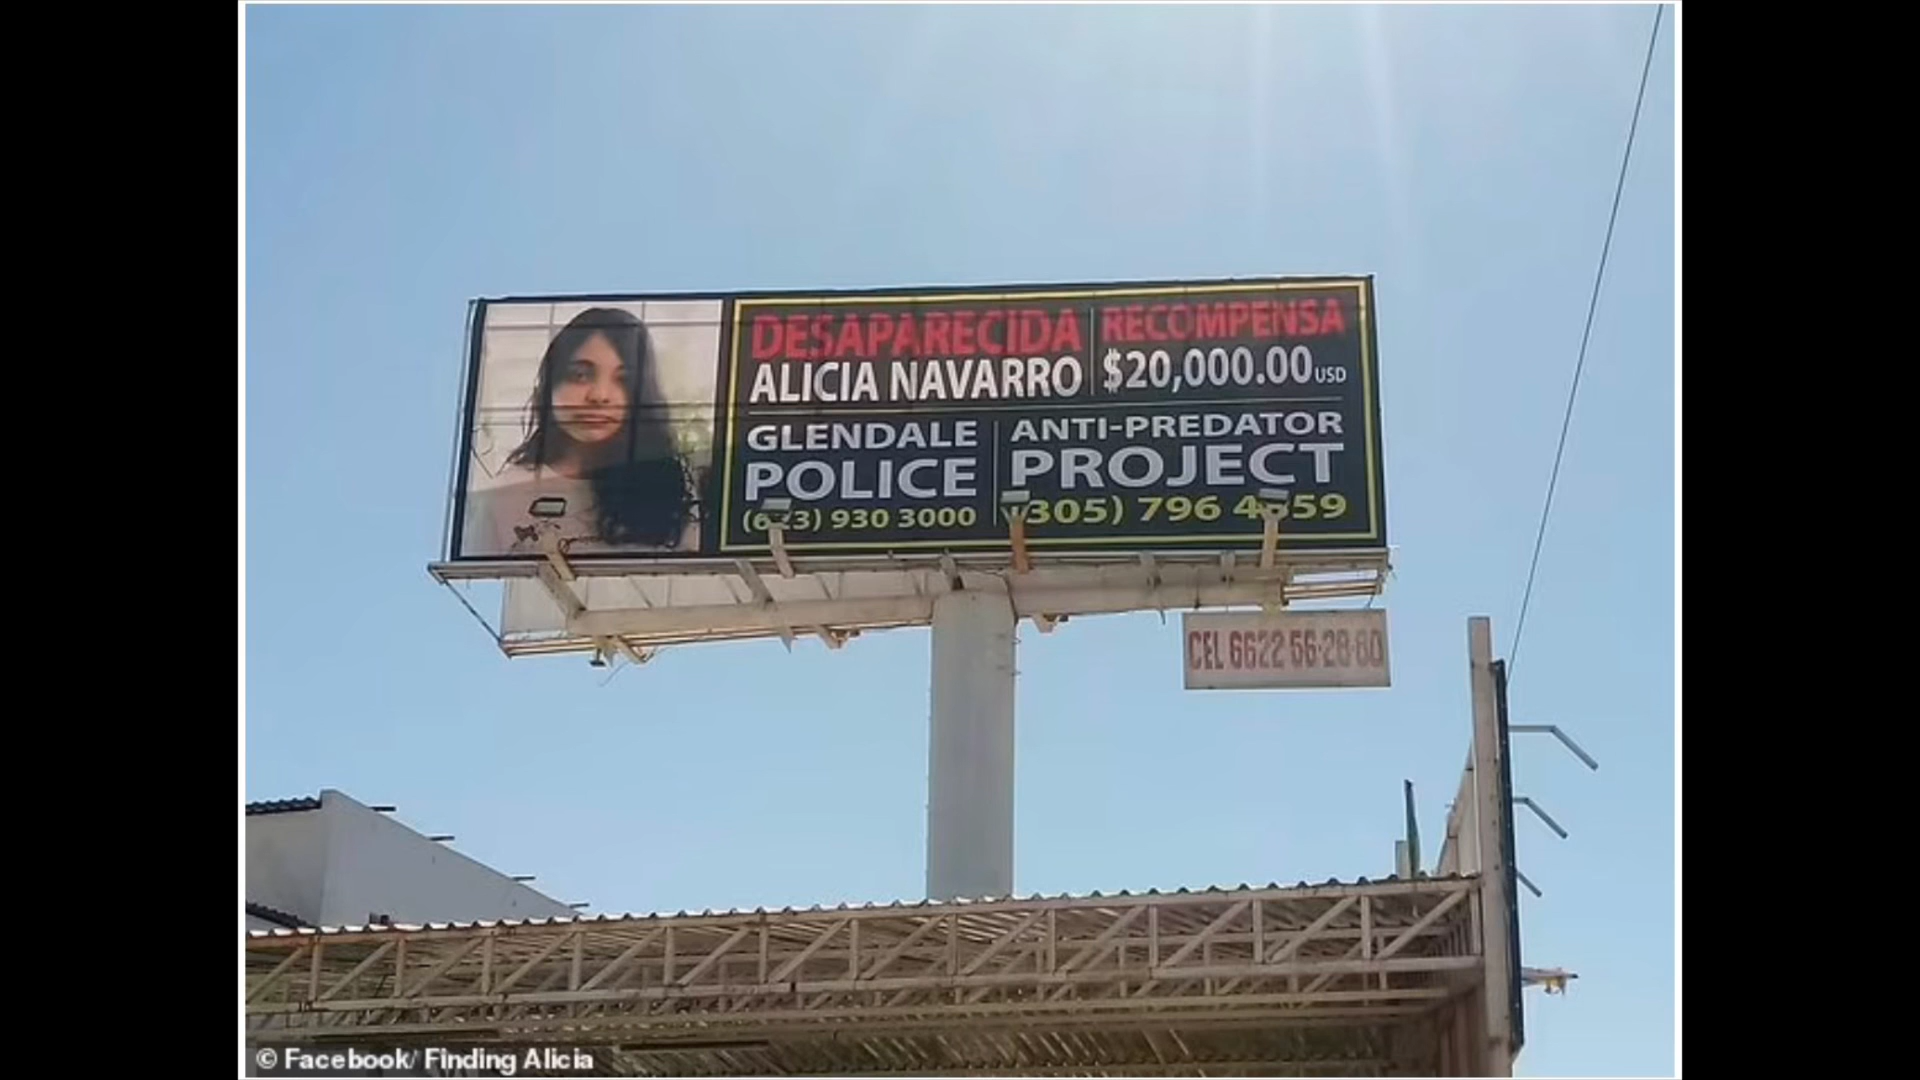 DESAPARECIDA
ALICIA NAVARRO
RECOMPENSA
$20,000.00 USD
GLENDALE
POLICE
930 3000
ANTI-PREDATOR
PROJECT
(305) 796
CEL 6622 56-28-80
© Facebook/ Finding Alicia